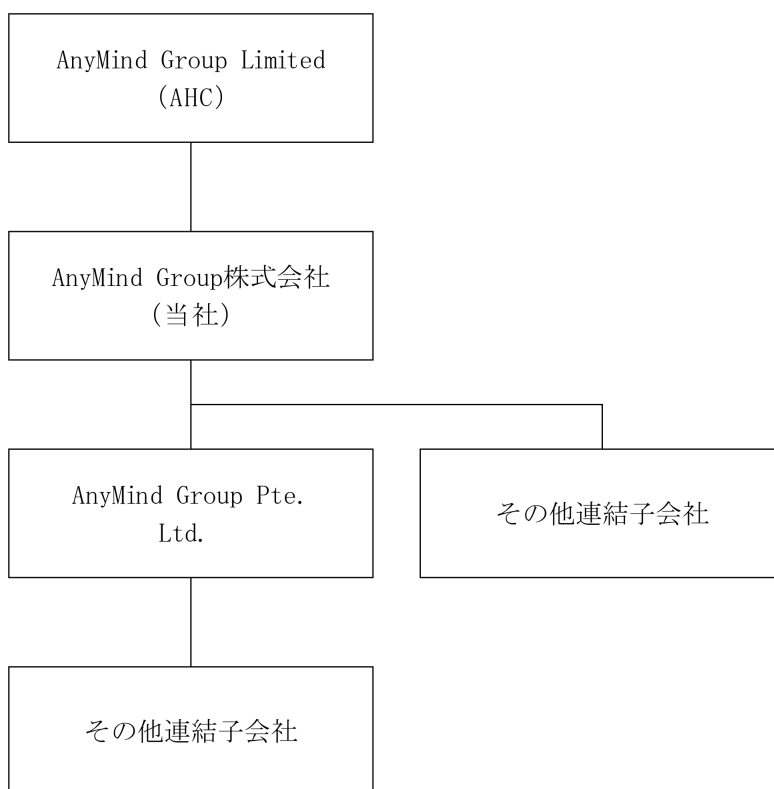 AnyMind Group Limited
(AHC)
AnyMind Group株式会社
(当社)
AnyMind Group Pte.
Ltd.
その他連結子会社
その他連結子会社